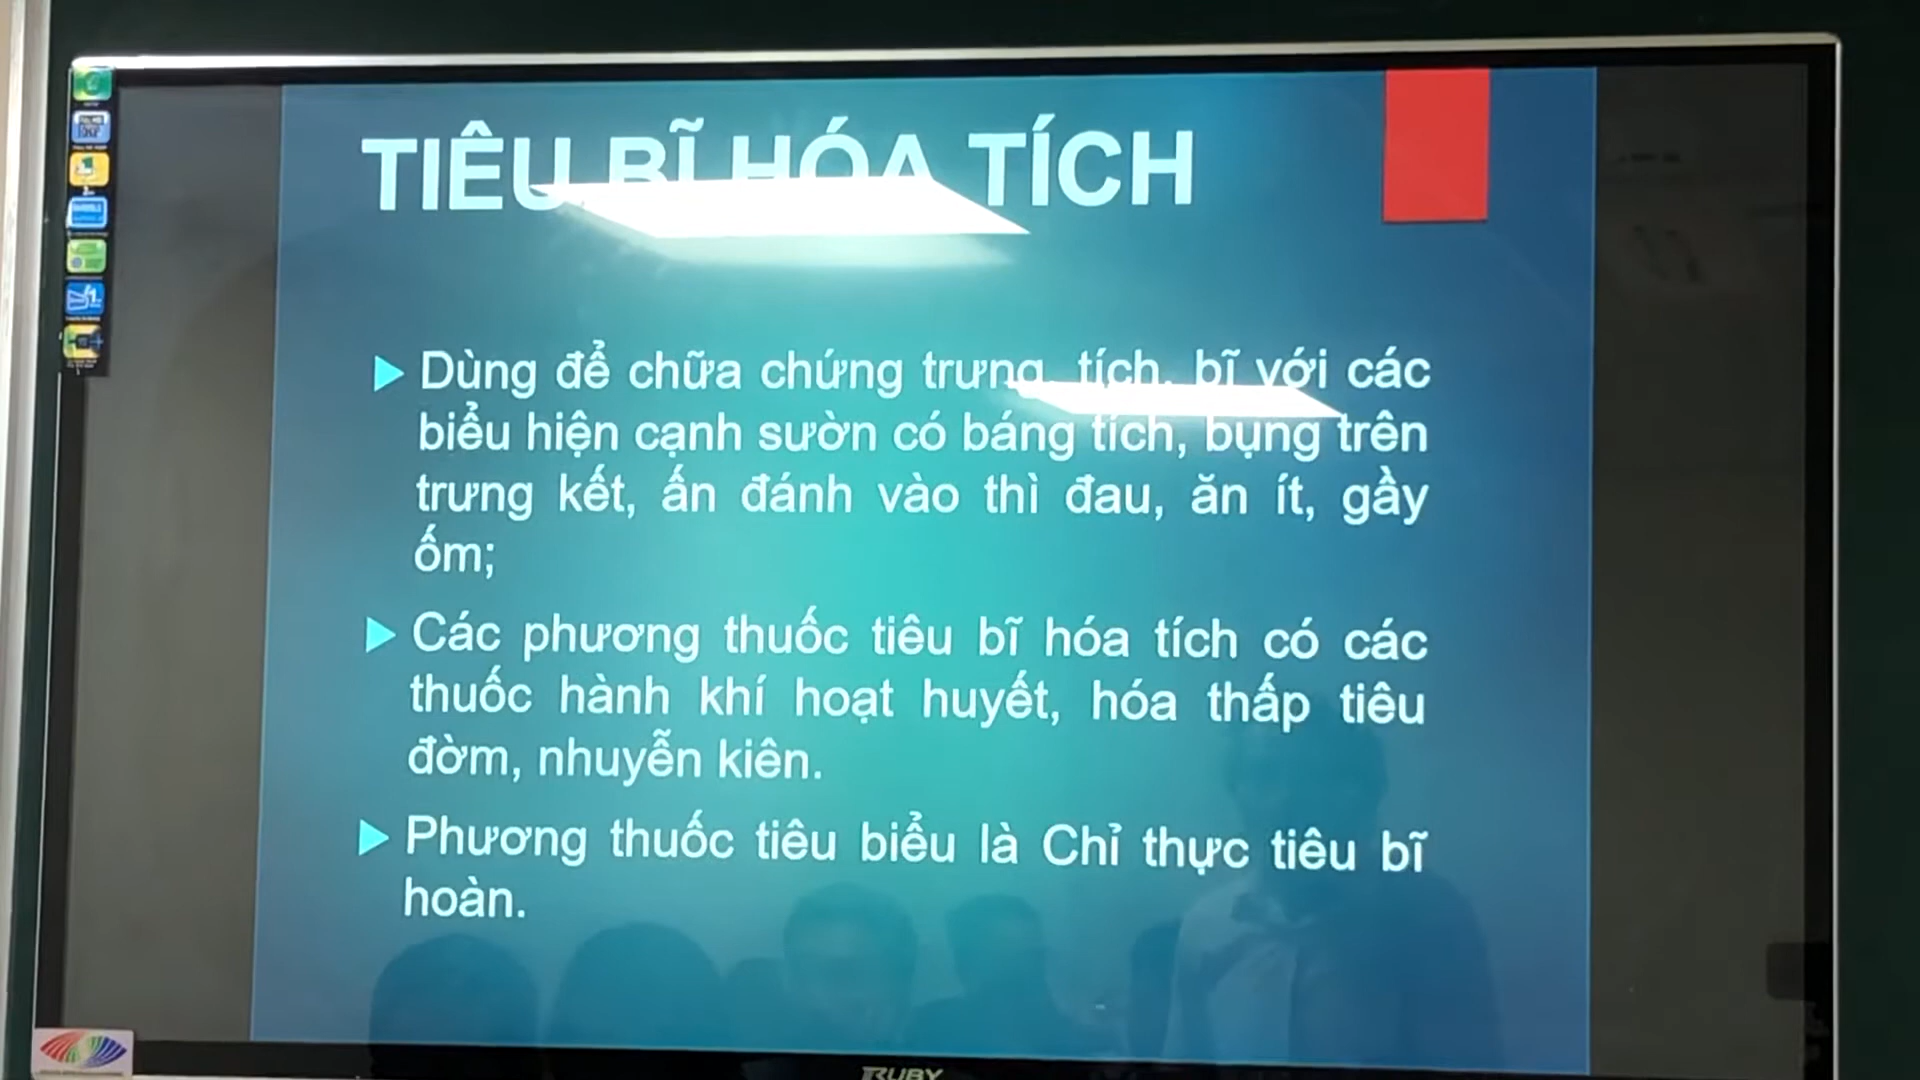 TIÊU BĨ HÓA TÍCH
Dùng để chữa chứng trưng, tích, bĩ với các
biểu hiện cạnh sườn có báng tích, bụng trên
trưng kết, ấn đánh vào thì đau, ăn ít, gầy
ốm;
Các phương thuốc tiêu bĩ hóa tích có các
thuốc hành khí hoạt huyết, hóa thấp tiêu
đờm, nhuyễn kiên.
Phương thuốc tiêu biểu là Chỉ thực tiêu bĩ
hoàn.
RUBY